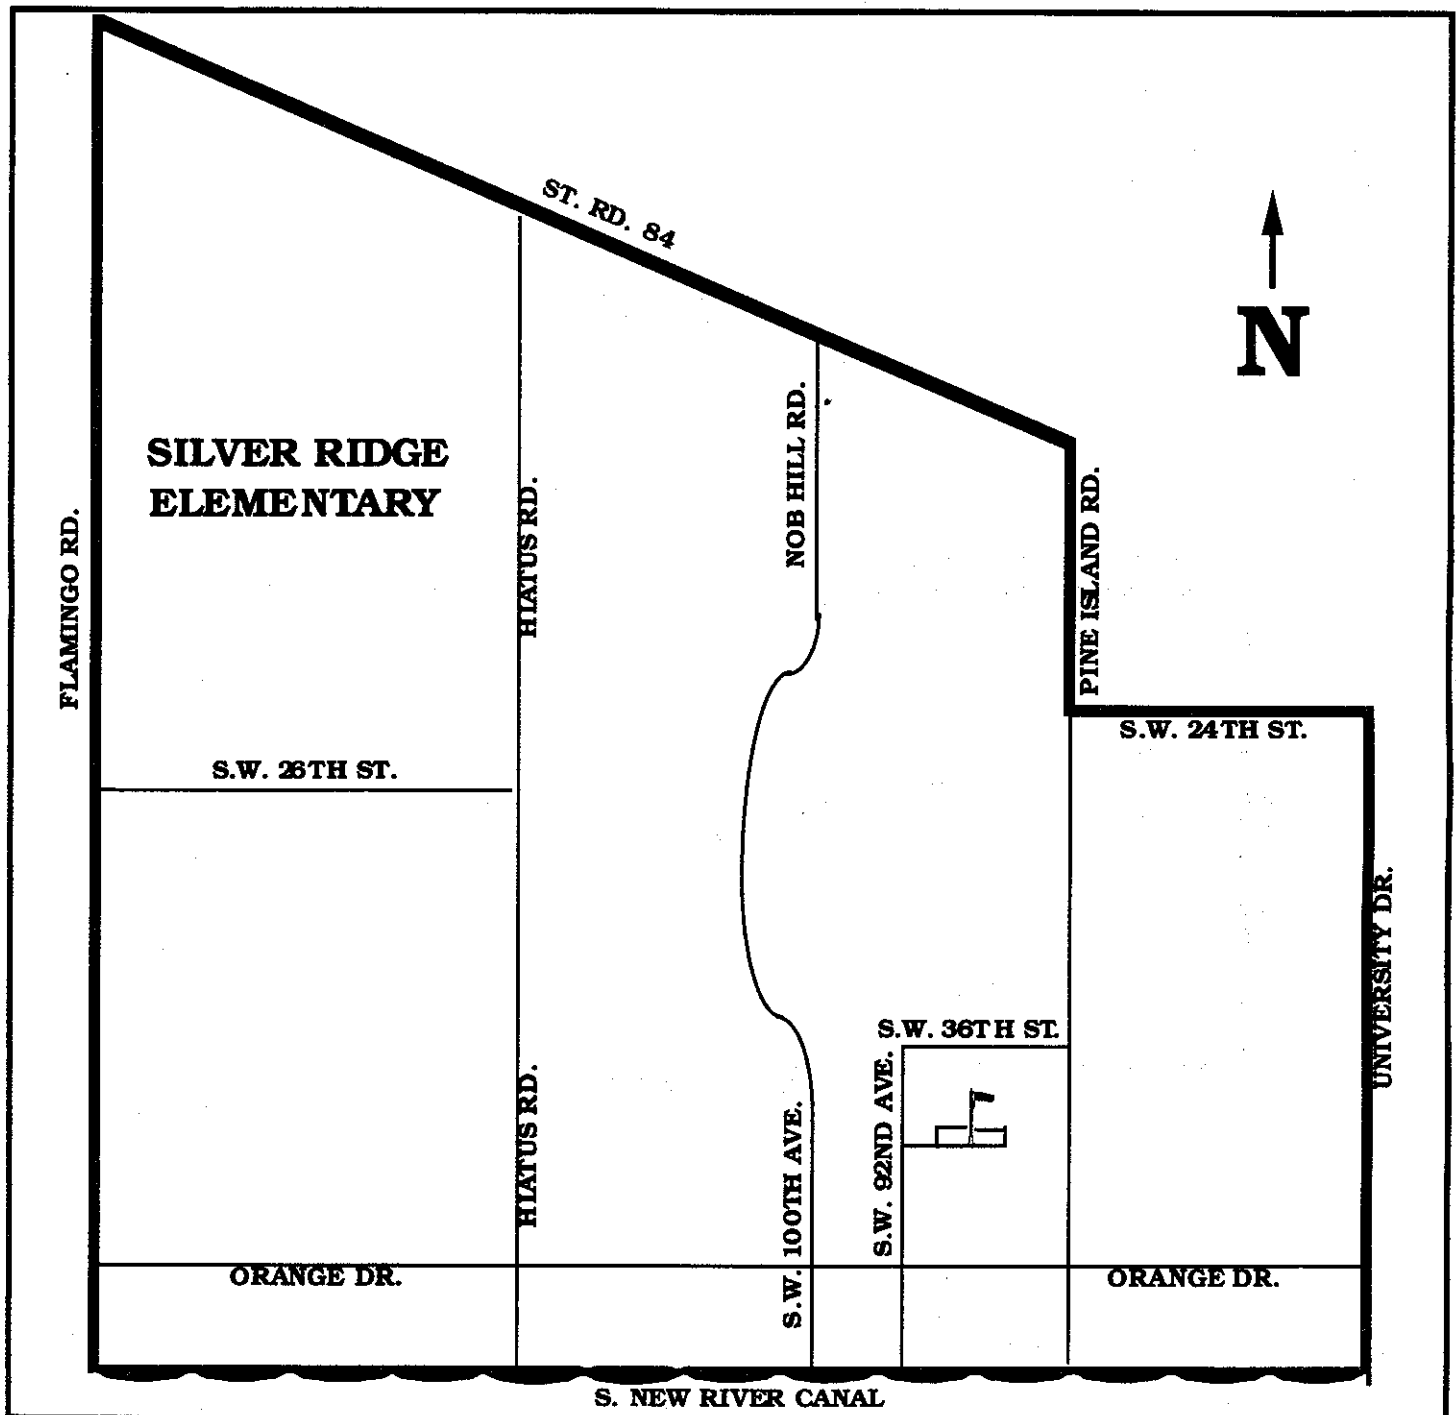 ST. RD. 84
N
SILVER RIDGE
ELEMENTARY
NOB HILL RD.
HIATUS RD.
PINE ISLAND RD.
FLAMINGO RD.
S.W. 24TH ST.
S.W. 26TH ST.
UNIVERSITY DR.
S.W. 36TH ST.
S.W. 92ND AVE.
HIATUS RD.
S.W. 100TH AVE.
ORANGE DR.
ORANGE DR.
S. NEW RIVER CANAL